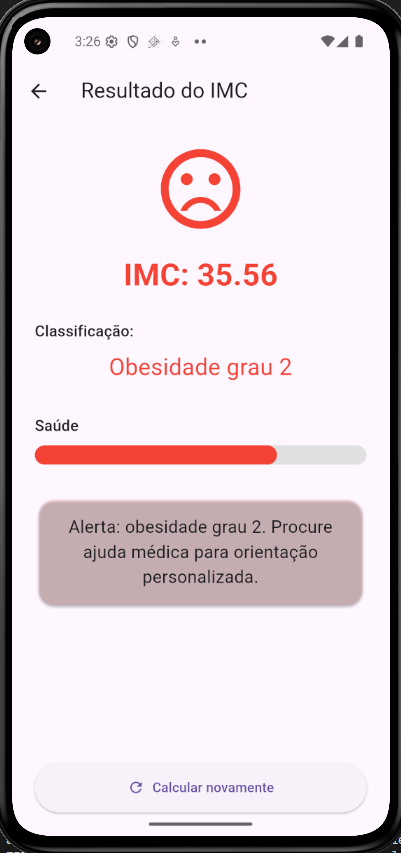 3:26
Resultado do IMC
IMC: 35.56
Classificação:
Obesidade grau 2
Saúde
Alerta: obesidade grau 2. Procure
ajuda médica para orientação
personalizada.
Calcular novamente